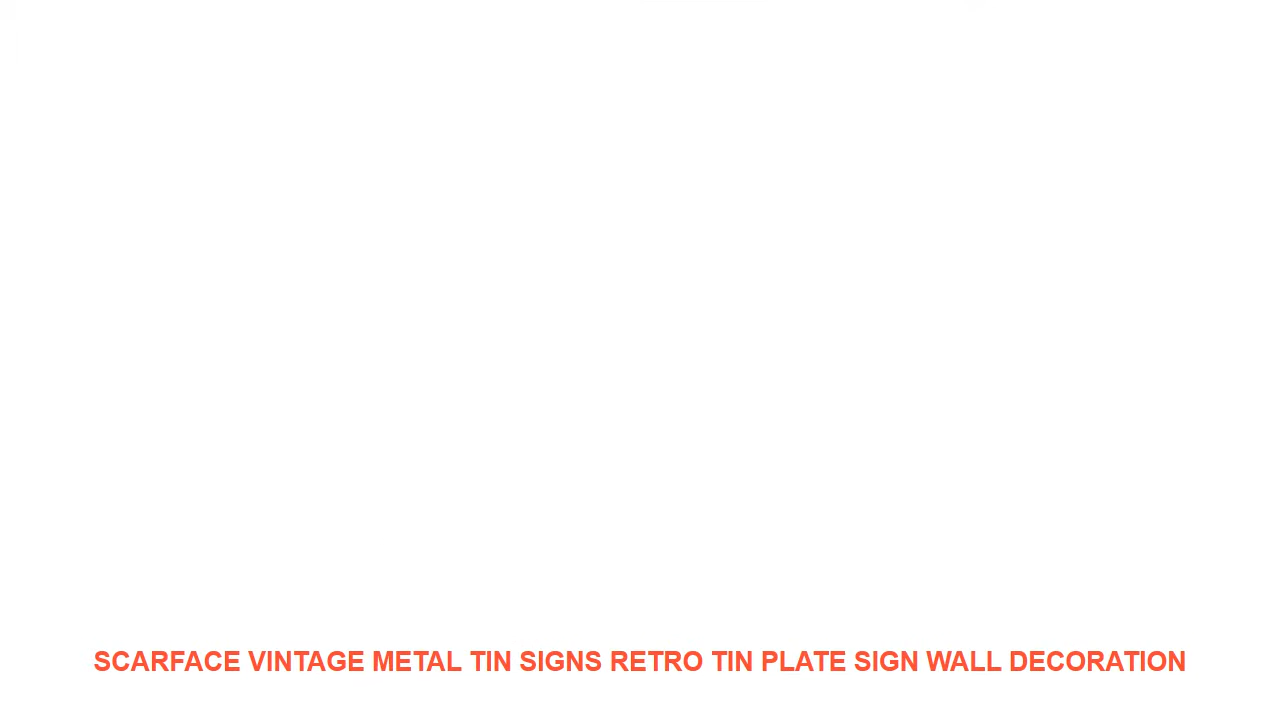 SCARFACE VINTAGE METAL TIN SIGNS RETRO TIN PLATE SIGN WALL DECORATION